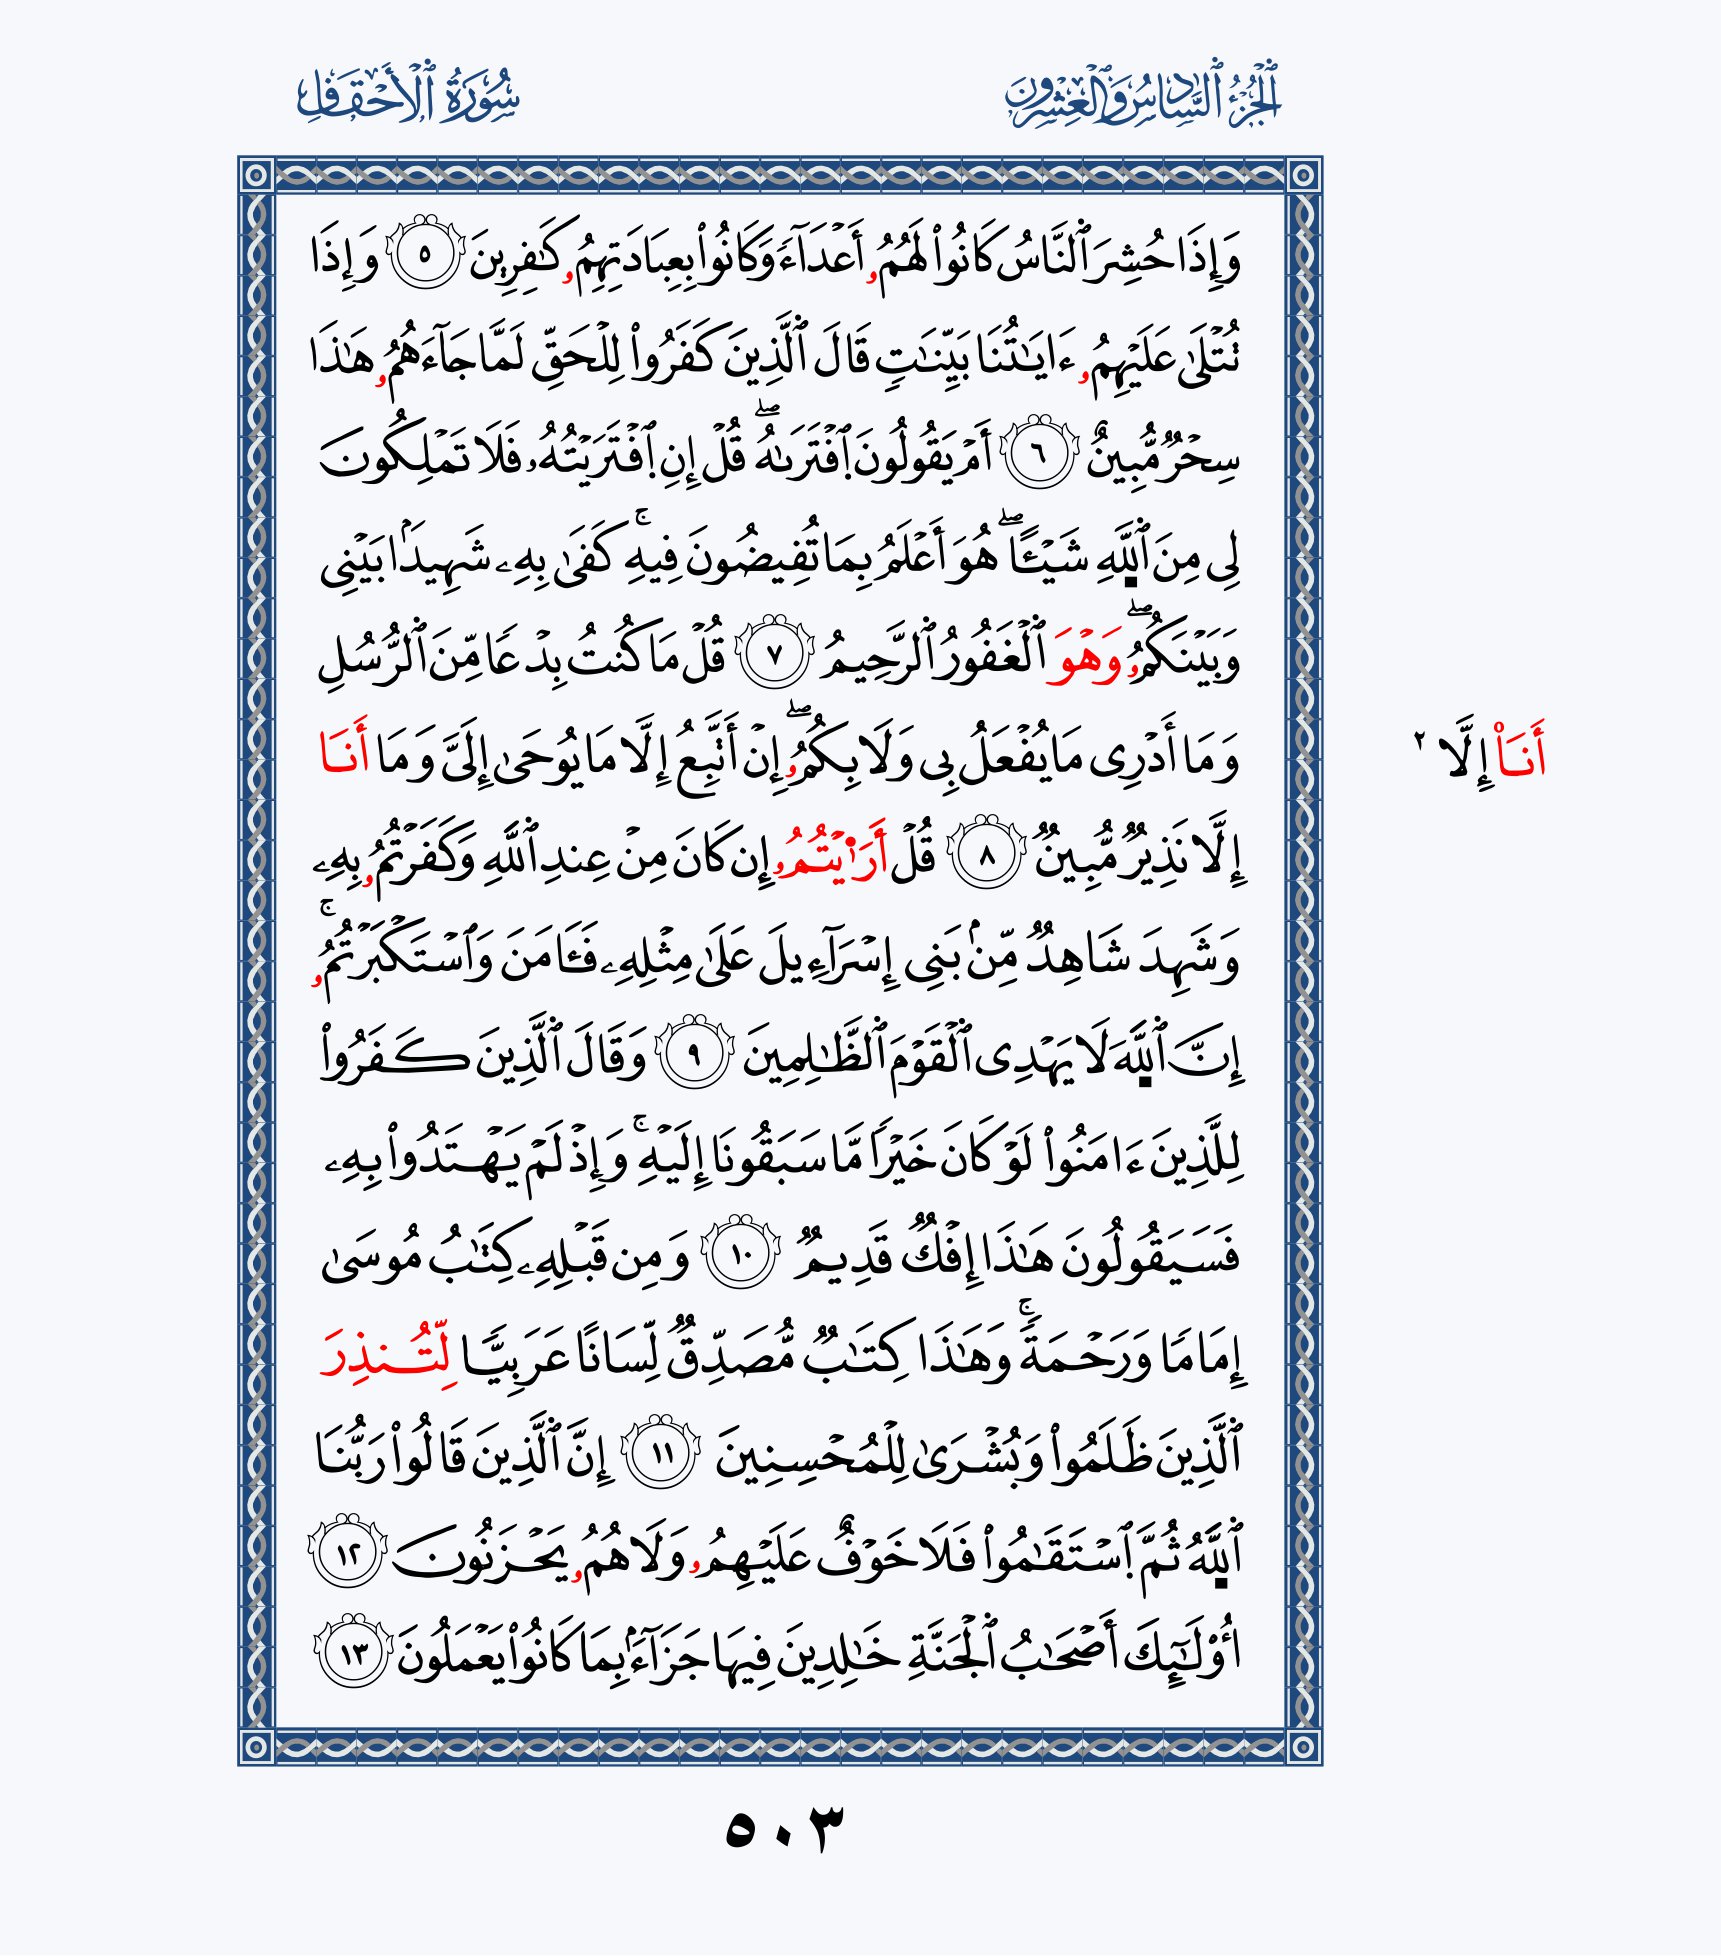 ٱلْجُزْءُ ٱلسَّادِسُ وَٱلْعِشْرُونَ
سُورَةُ ٱلْأَحْقَافِ
وَإِذَا حُشِرَ ٱلنَّاسُ كَانُوا۟ لَهُمُۥ أَعْدَآءً وَكَانُوا۟ بِعِبَادَتِهِمُۥ كَٰفِرِينَ ٥ وَإِذَا
تُتْلَىٰ عَلَيْهِمُۥ ءَايَٰتُنَا بَيِّنَٰتٍ قَالَ ٱلَّذِينَ كَفَرُوا۟ لِلْحَقِّ لَمَّا جَآءَهُمُۥ هَٰذَا
سِحْرٌ مُّبِينٌ ٦ أَمْ يَقُولُونَ ٱفْتَرَىٰهُ ۖ قُلْ إِنِ ٱفْتَرَيْتُهُۥ فَلَا تَمْلِكُونَ
لِى مِنَ ٱللَّهِ شَيْـًٔا ۖ هُوَ أَعْلَمُ بِمَا تُفِيضُونَ فِيهِ ۚ كَفَىٰ بِهِۦ شَهِيدًۢا بَيْنِى
وَبَيْنَكُمُۥ ۖ وَهْوَ ٱلْغَفُورُ ٱلرَّحِيمُ ٧ قُلْ مَا كُنتُ بِدْعًا مِّنَ ٱلرُّسُلِ
وَمَا أَدْرِى مَا يُفْعَلُ بِى وَلَا بِكُمُۥ ۖ إِنْ أَتَّبِعُ إِلَّا مَا يُوحَىٰ إِلَىَّ وَمَا أَنَا
أَنَا۠ إِلَّا ٢
إِلَّا نَذِيرٌ مُّبِينٌ ٨ قُلْ أَرَا۬يْتُمُۥ إِن كَانَ مِنْ عِندِ ٱللَّهِ وَكَفَرْتُمُۥ بِهِۦ
وَشَهِدَ شَاهِدٌ مِّنۢ بَنِى إِسْرَآءِيلَ عَلَىٰ مِثْلِهِۦ فَـَٔامَنَ وَٱسْتَكْبَرْتُمُۥ ۚ
إِنَّ ٱللَّهَ لَا يَهْدِى ٱلْقَوْمَ ٱلظَّٰلِمِينَ ٩ وَقَالَ ٱلَّذِينَ كَفَرُوا۟
لِلَّذِينَ ءَامَنُوا۟ لَوْ كَانَ خَيْرًا مَّا سَبَقُونَا إِلَيْهِ ۚ وَإِذْ لَمْ يَهْتَدُوا۟ بِهِۦ
فَسَيَقُولُونَ هَٰذَا إِفْكٌ قَدِيمٌ ١٠ وَمِن قَبْلِهِۦ كِتَٰبُ مُوسَىٰ
إِمَامًا وَرَحْمَةً ۚ وَهَٰذَا كِتَٰبٌ مُّصَدِّقٌ لِّسَانًا عَرَبِيًّا لِّتُنذِرَ
ٱلَّذِينَ ظَلَمُوا۟ وَبُشْرَىٰ لِلْمُحْسِنِينَ ١١ إِنَّ ٱلَّذِينَ قَالُوا۟ رَبُّنَا
ٱللَّهُ ثُمَّ ٱسْتَقَٰمُوا۟ فَلَا خَوْفٌ عَلَيْهِمُۥ وَلَا هُمُۥ يَحْزَنُونَ ١٢
أُو۟لَٰٓئِكَ أَصْحَٰبُ ٱلْجَنَّةِ خَٰلِدِينَ فِيهَا جَزَآءًۢ بِمَا كَانُوا۟ يَعْمَلُونَ ١٣
٥٠٣